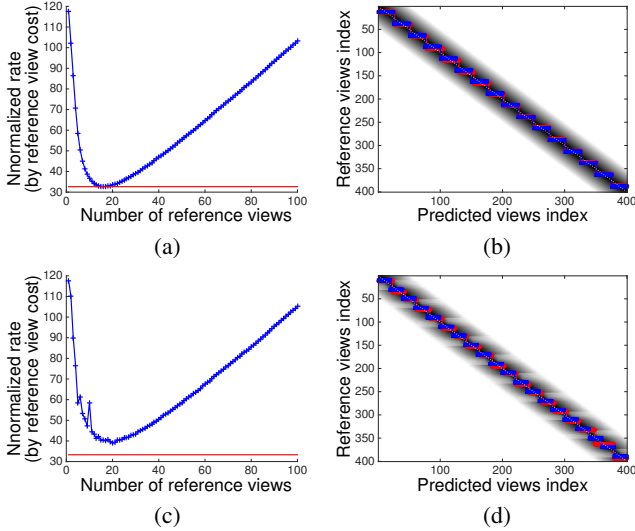 120
110
100
90
80
70
60
50
40
30
0 20 40 60 80 100
Nnormalized rate
(by reference view cost)
Number of reference views
(a)
50
100
150
200
250
300
350
400
0 200 400
Reference views index
Predicted views index
(b)
120
110
100
90
80
70
60
50
40
30
0 20 40 60 80 100
Nnormalized rate
(by reference view cost)
Number of reference views
(c)
50
100
150
200
250
300
350
400
0 200 400
Reference views index
Predicted views index
(d)